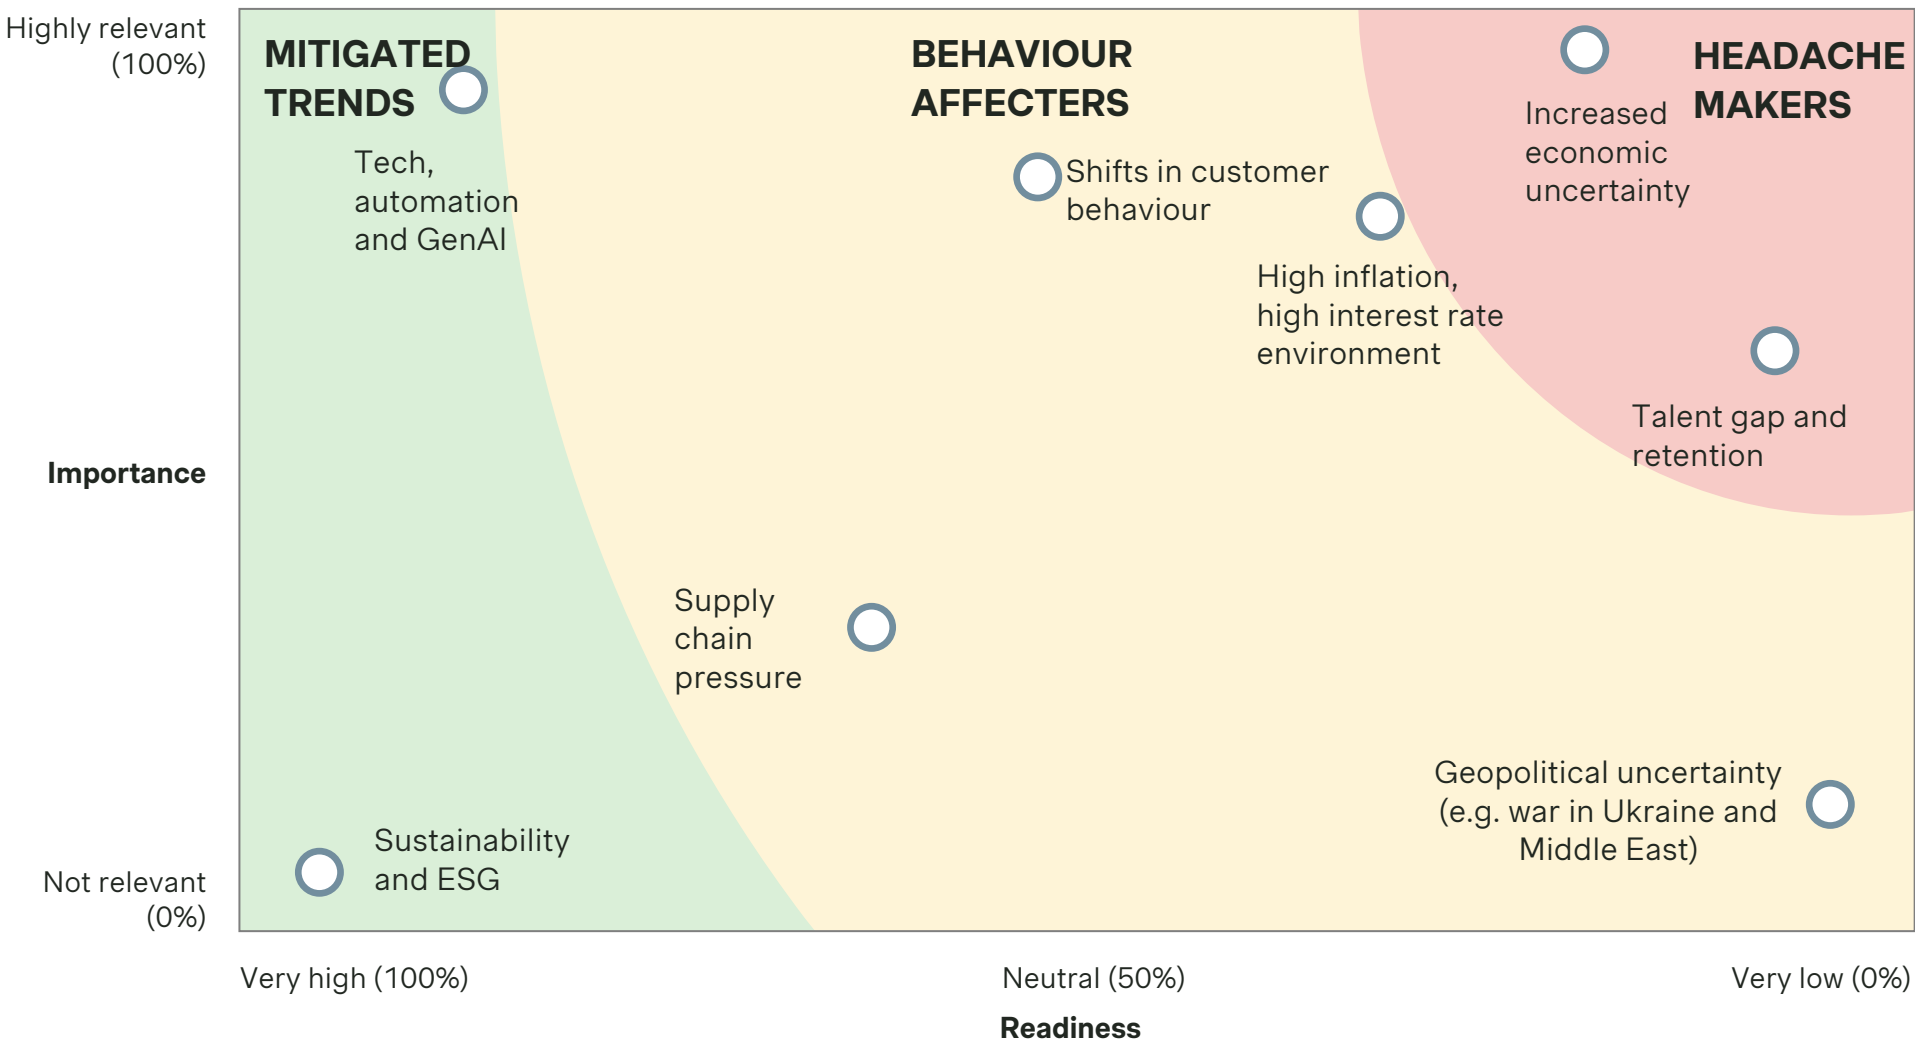 Highly relevant
(100%)
MITIGATED
TRENDS
BEHAVIOUR
AFFECTERS
HEADACHE
MAKERS
Tech,
automation
and GenAI
Shifts in customer
behaviour
Increased
economic
uncertainty
High inflation,
high interest rate
environment
Talent gap and
retention
Importance
Supply
chain
pressure
Geopolitical uncertainty
(e.g. war in Ukraine and
Middle East)
Sustainability
and ESG
Not relevant
(0%)
Very high (100%)
Neutral (50%)
Very low (0%)
Readiness